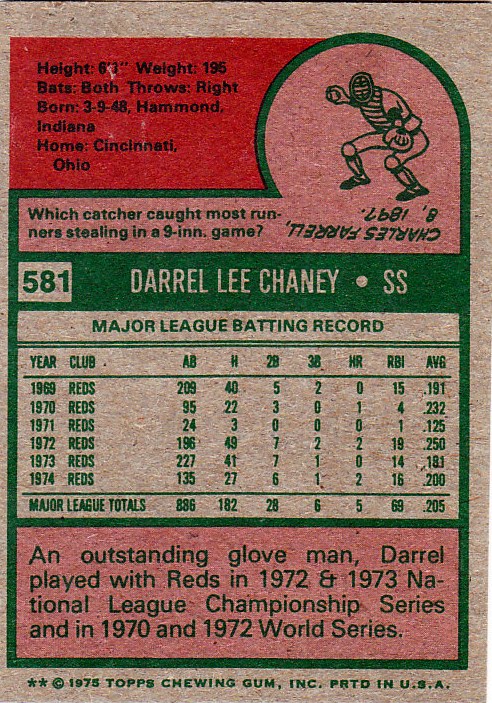 Height: 6'3" Weight: 195
Bats: Both Throws: Right
Born: 3-9-48, Hammond,
Indiana
Home: Cincinnati,
Ohio
Which catcher caught most run-
ners stealing in a 9-inn. game?
CHARLES FARRELL,
8, 1897.
581 DARREL LEE CHANEY • SS
MAJOR LEAGUE BATTING RECORD
YEAR CLUB AB H 2B 3B HR RBI AVG
1969 REDS 209 40 5 2 0 15 .191
1970 REDS 95 22 3 0 1 4 .232
1971 REDS 24 3 0 0 0 1 .125
1972 REDS 196 49 7 2 2 19 .250
1973 REDS 227 41 7 1 0 14 .181
1974 REDS 135 27 6 1 2 16 .200
MAJOR LEAGUE TOTALS 886 182 28 6 5 69 .205
An outstanding glove man, Darrel
played with Reds in 1972 & 1973 Na-
tional League Championship Series
and in 1970 and 1972 World Series.
** © 1975 TOPPS CHEWING GUM, INC. PRTD IN U.S.A.